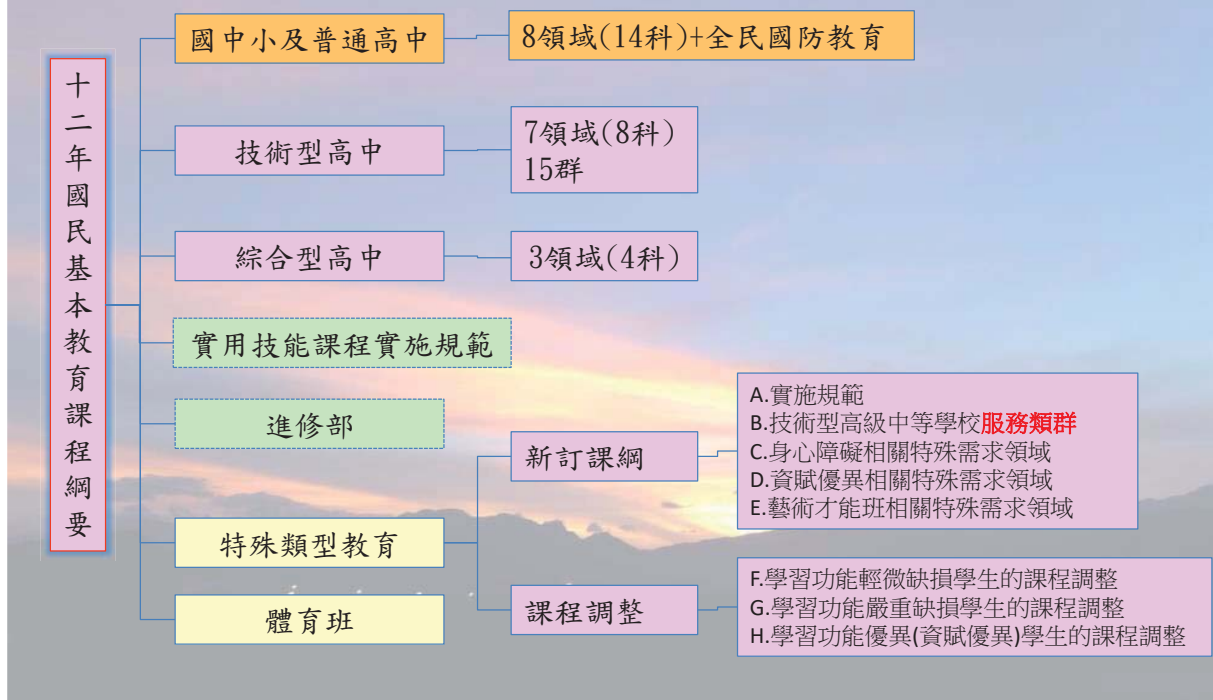 十二年國民基本教育課程綱要
國中小及普通高中
8領域(14科)+全民國防教育
技術型高中
7領域(8科)
15群
綜合型高中
3領域(4科)
實用技能課程實施規範
進修部
特殊類型教育
新訂課綱
A.實施規範
B.技術型高級中等學校服務類群
C.身心障礙相關特殊需求領域
D.資賦優異相關特殊需求領域
E.藝術才能班相關特殊需求領域
課程調整
F.學習功能輕微缺損學生的課程調整
G.學習功能嚴重缺損學生的課程調整
H.學習功能優異(資賦優異)學生的課程調整
體育班